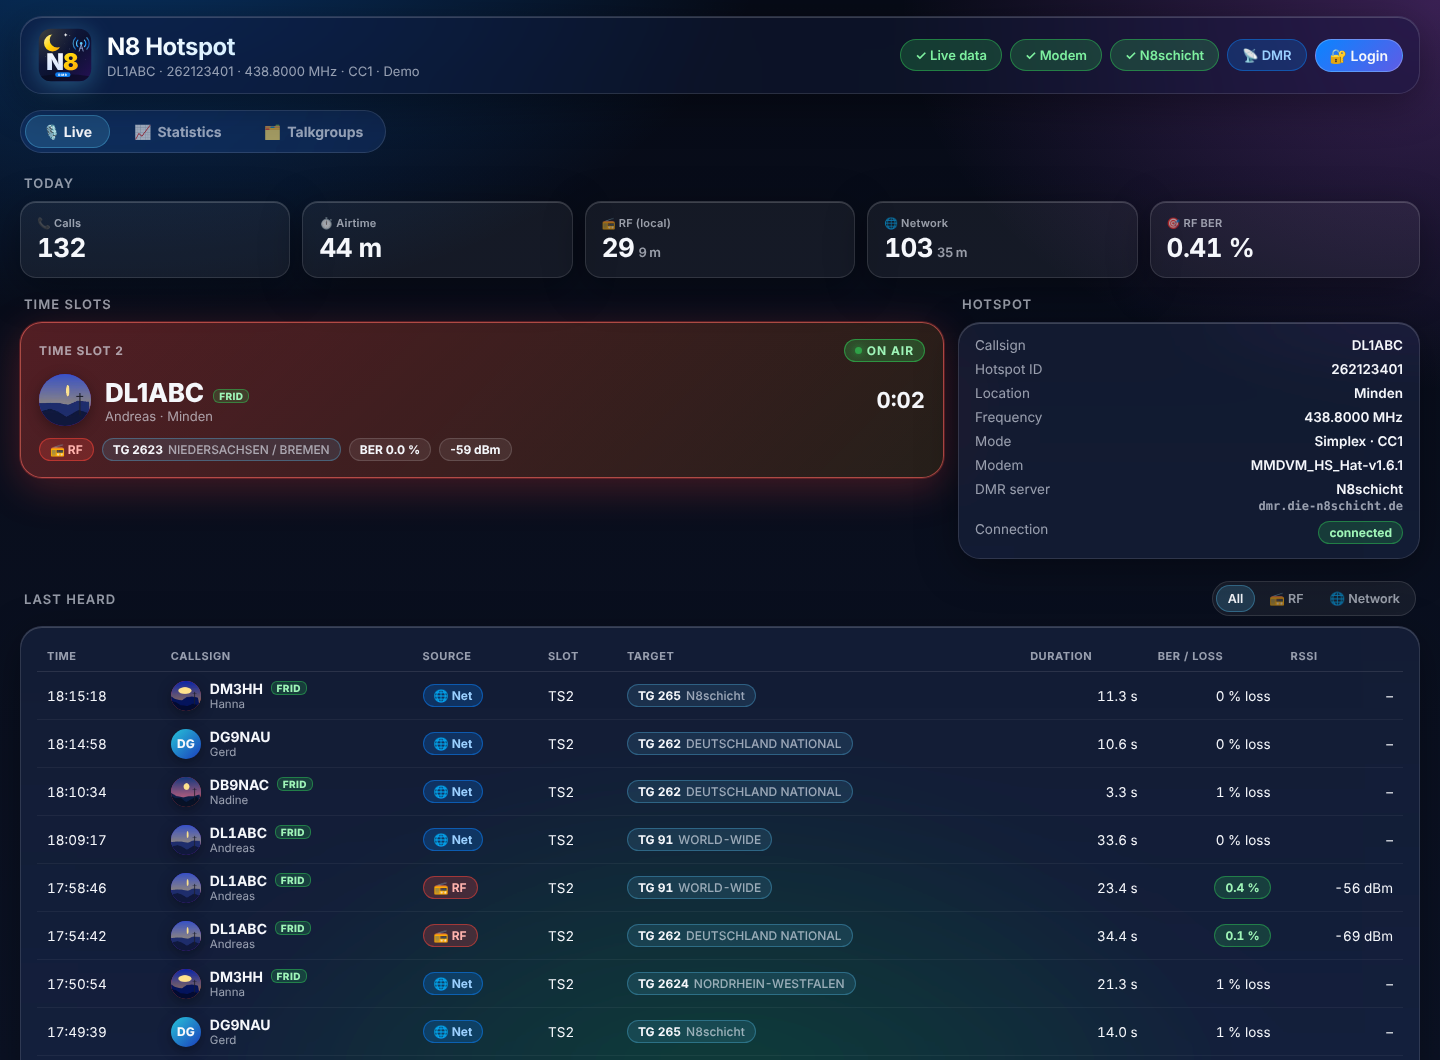 N8
DMR
N8 Hotspot
DL1ABC · 262123401 · 438.8000 MHz · CC1 · Demo
✓ Live data
✓ Modem
✓ N8schicht
DMR
Login
Live
Statistics
Talkgroups
TODAY
Calls
132
Airtime
44 m
RF (local)
29 9 m
Network
103 35 m
RF BER
0.41 %
TIME SLOTS
TIME SLOT 2
ON AIR
DL1ABC FRID
Andreas · Minden
0:02
RF
TG 2623 NIEDERSACHSEN / BREMEN
BER 0.0 %
-59 dBm
HOTSPOT
Callsign DL1ABC
Hotspot ID 262123401
Location Minden
Frequency 438.8000 MHz
Mode Simplex · CC1
Modem MMDVM_HS_Hat-v1.6.1
DMR server N8schicht
dmr.die-n8schicht.de
Connection connected
LAST HEARD
All RF Network
TIME CALLSIGN SOURCE SLOT TARGET DURATION BER / LOSS RSSI
18:15:18 DM3HH FRID Net TS2 TG 265 N8schicht 11.3 s 0 % loss –
Hanna
18:14:58 DG DG9NAU Net TS2 TG 262 DEUTSCHLAND NATIONAL 10.6 s 0 % loss –
Gerd
18:10:34 DB9NAC FRID Net TS2 TG 262 DEUTSCHLAND NATIONAL 3.3 s 1 % loss –
Nadine
18:09:17 DL1ABC FRID Net TS2 TG 91 WORLD-WIDE 33.6 s 0 % loss –
Andreas
17:58:46 DL1ABC FRID RF TS2 TG 91 WORLD-WIDE 23.4 s 0.4 % -56 dBm
Andreas
17:54:42 DL1ABC FRID RF TS2 TG 262 DEUTSCHLAND NATIONAL 34.4 s 0.1 % -69 dBm
Andreas
17:50:54 DM3HH FRID Net TS2 TG 2624 NORDRHEIN-WESTFALEN 21.3 s 1 % loss –
Hanna
17:49:39 DG DG9NAU Net TS2 TG 265 N8schicht 14.0 s 1 % loss –
Gerd